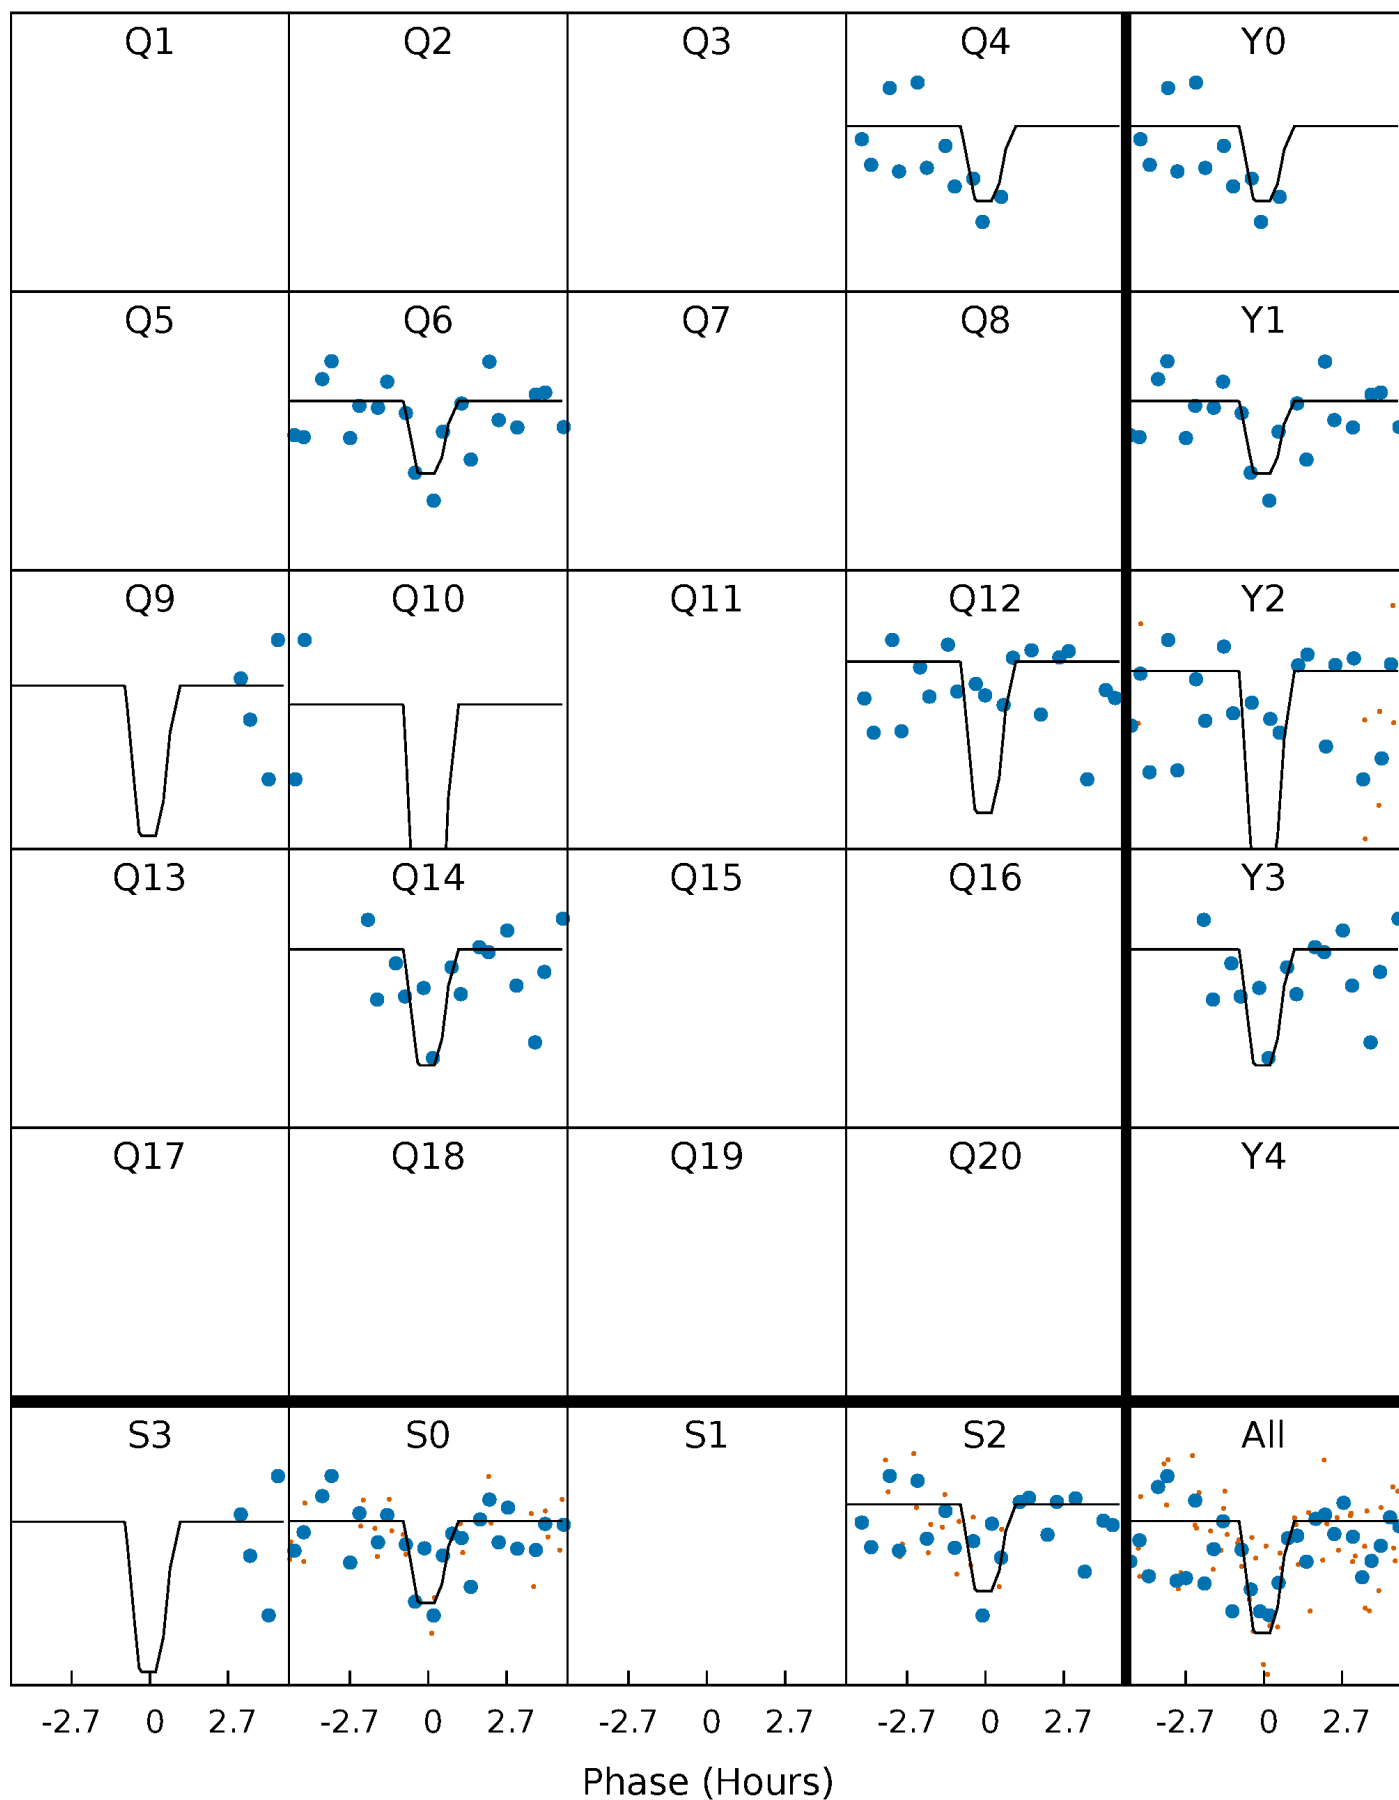 Q1 Q2 Q3 Q4 Y0
Q5 Q6 Q7 Q8 Y1
Q9 Q10 Q11 Q12 Y2
Q13 Q14 Q15 Q16 Y3
Q17 Q18 Q19 Q20 Y4
S3 S0 S1 S2 All
-2.7 0 2.7 -2.7 0 2.7 -2.7 0 2.7 -2.7 0 2.7 -2.7 0 2.7
Phase (Hours)